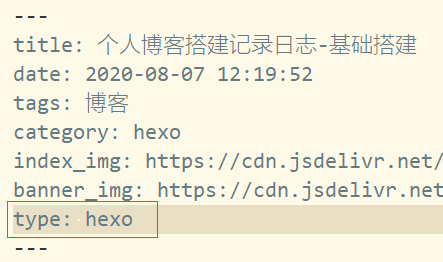 ---
title: 个人博客搭建记录日志-基础搭建
date: 2020-08-07 12:19:52
tags: 博客
category: hexo
index_img: https://cdn.jsdelivr.net/
banner_img: https://cdn.jsdelivr.net
type: hexo
---